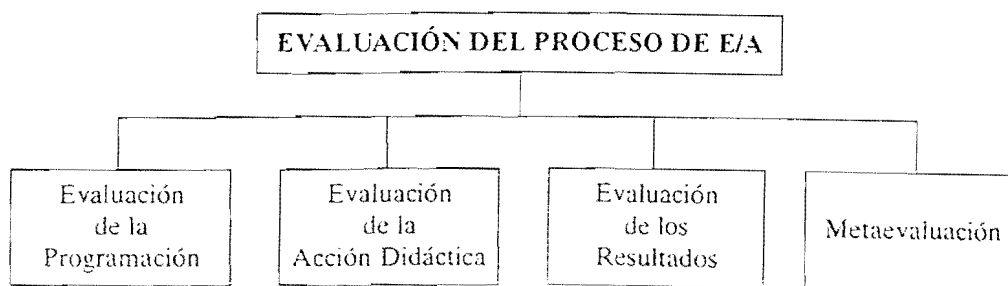 EVALUACIÓN DEL PROCESO DE E/A
Evaluación
de la
Programación
Evaluación
de la
Acción Didáctica
Evaluación
de los
Resultados
Metaevaluación